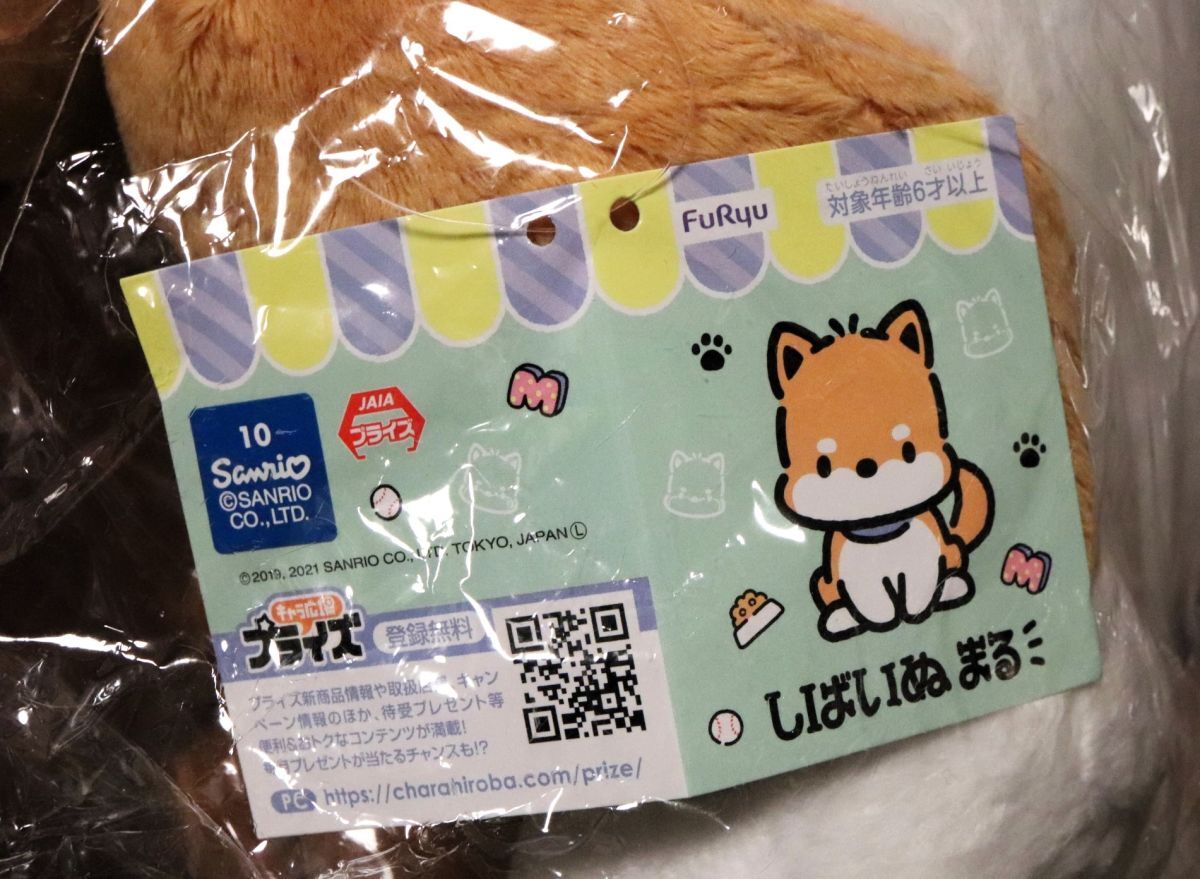 FuRyu
たいしょうねんれい さい いじょう
対象年齢6才以上
10
Sanrio
©SANRIO
CO.,LTD.
JAIA
プライズ
M
©2019, 2021 SANRIO CO., LTD. TOKYO, JAPAN Ⓛ
キャラ広場
プライズ
登録無料
プライズ新商品情報や取扱店 キャン
ペーン情報のほか、待受プレゼント等
便利&おトクなコンテンツが満載!
毎月プレゼントが当たるチャンスも!?
PC https://charahiroba.com/prize/
M
しばいぬ まる